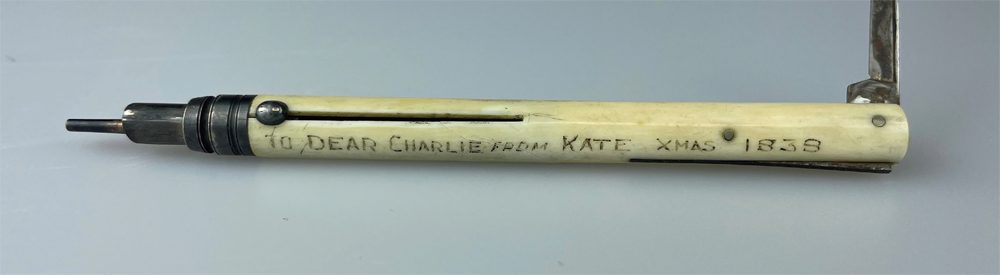 TO DEAR CHARLIE FROM KATE XMAS 1838